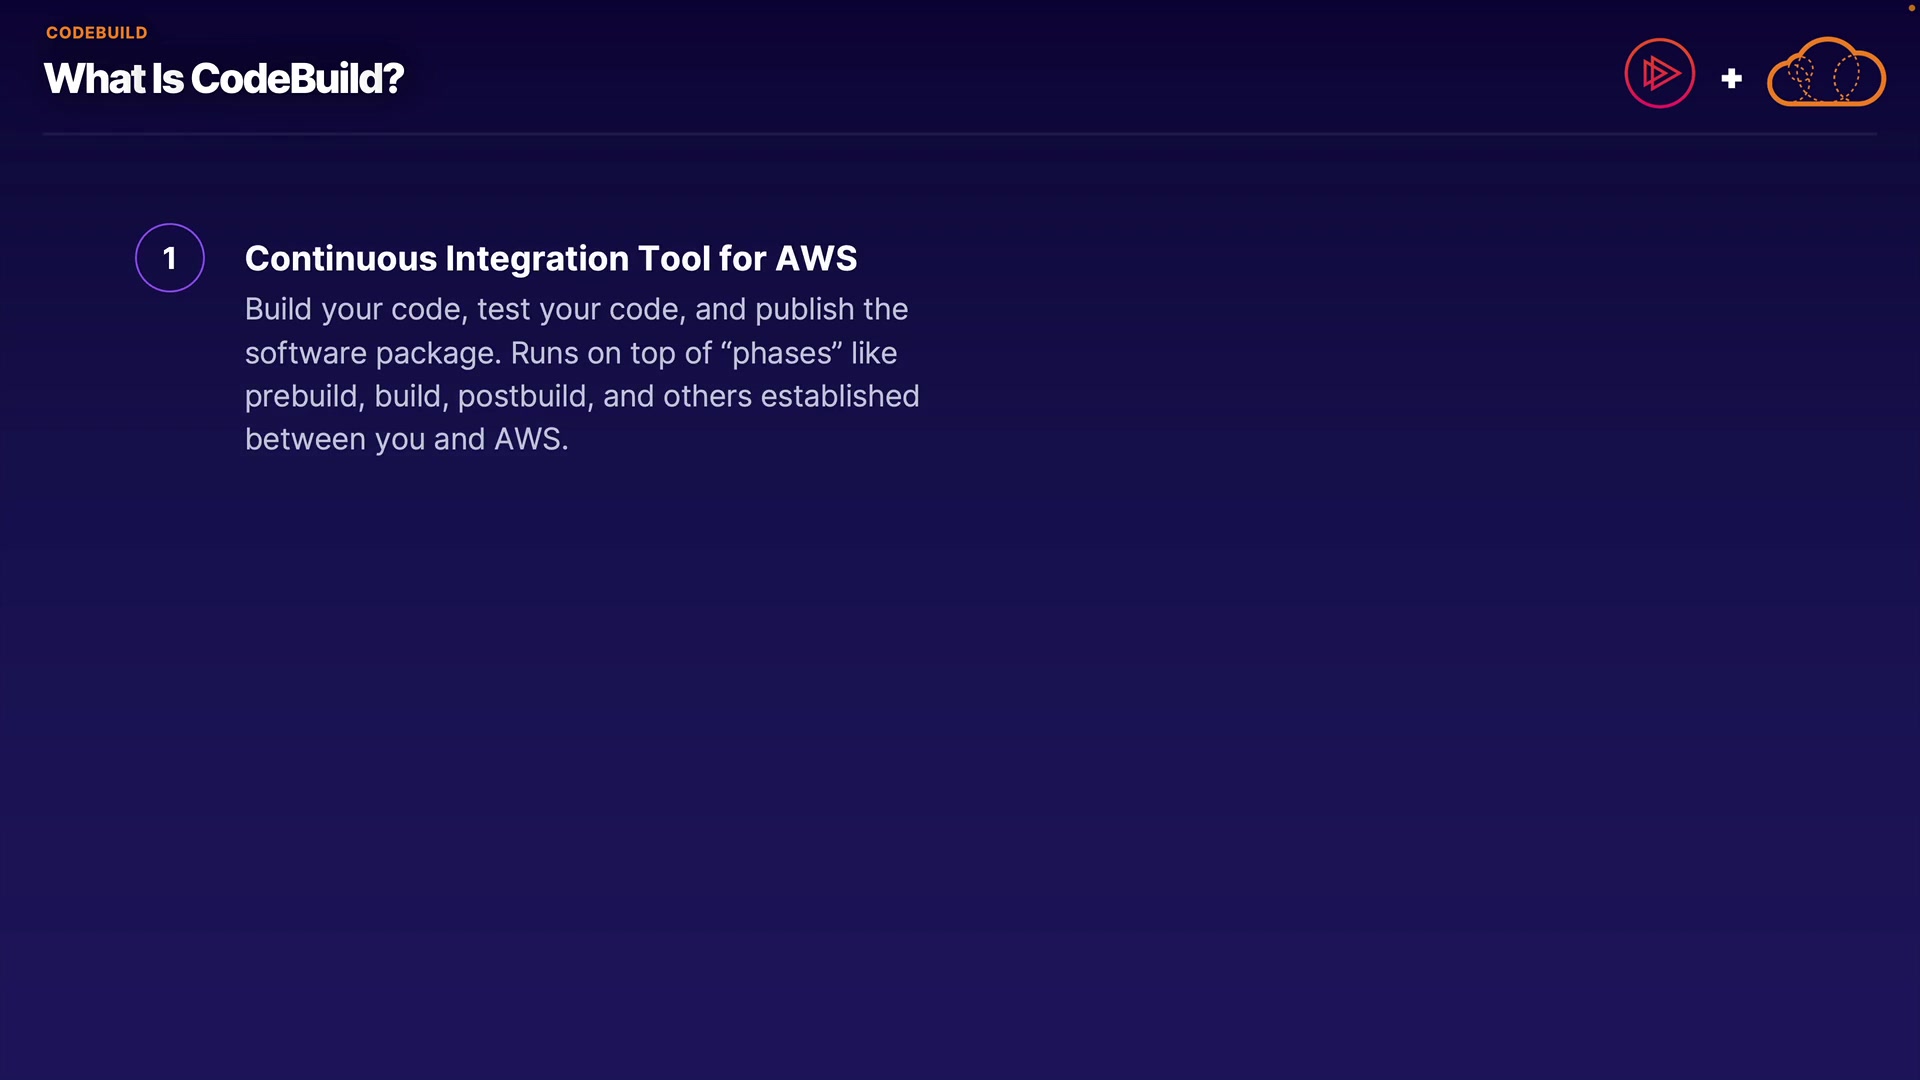 CODEBUILD
What Is CodeBuild?
+
1
Continuous Integration Tool for AWS
Build your code, test your code, and publish the
software package. Runs on top of “phases” like
prebuild, build, postbuild, and others established
between you and AWS.